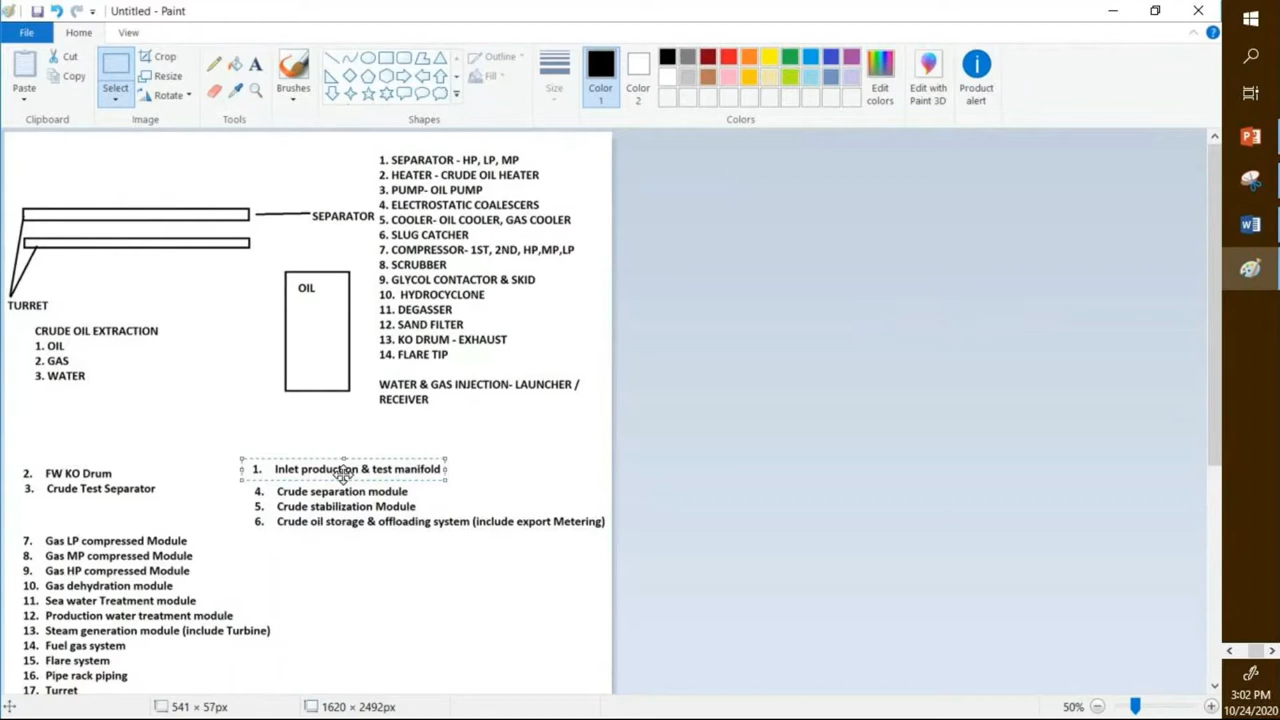 Untitled - Paint
File
Home
View
Paste
Cut
Copy
Clipboard
Select
Crop
Resize
Rotate
Image
A
Tools
Brushes
Outline
Fill
Shapes
Size
Color 1
Color 2
Edit colors
Colors
Edit with Paint 3D
Product alert
SEPARATOR
TURRET
CRUDE OIL EXTRACTION
1. OIL
2. GAS
3. WATER
OIL
1. SEPARATOR - HP, LP, MP
2. HEATER - CRUDE OIL HEATER
3. PUMP- OIL PUMP
4. ELECTROSTATIC COALESCERS
5. COOLER- OIL COOLER, GAS COOLER
6. SLUG CATCHER
7. COMPRESSOR- 1ST, 2ND, HP,MP,LP
8. SCRUBBER
9. GLYCOL CONTACTOR & SKID
10. HYDROCYCLONE
11. DEGASSER
12. SAND FILTER
13. KO DRUM - EXHAUST
14. FLARE TIP
WATER & GAS INJECTION- LAUNCHER /
RECEIVER
1. Inlet production & test manifold
2. FW KO Drum
3. Crude Test Separator
4. Crude separation module
5. Crude stabilization Module
6. Crude oil storage & offloading system (include export Metering)
7. Gas LP compressed Module
8. Gas MP compressed Module
9. Gas HP compressed Module
10. Gas dehydration module
11. Sea water Treatment module
12. Production water treatment module
13. Steam generation module (include Turbine)
14. Fuel gas system
15. Flare system
16. Pipe rack piping
17. Turret
541 × 57px
1620 × 2492px
50%
3:02 PM
10/24/2020